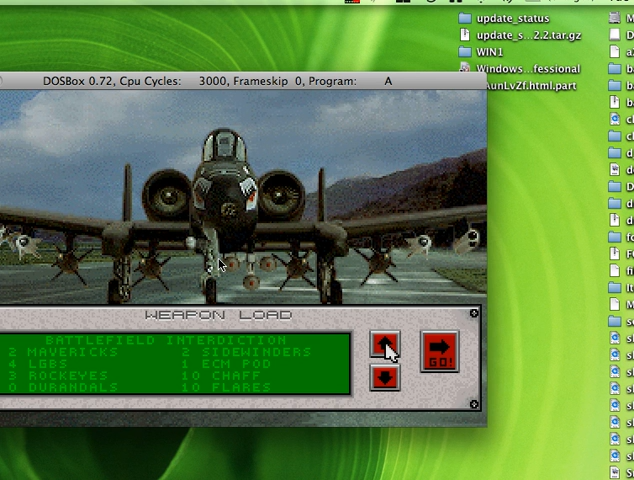 update_status
update_s...2.2.tar.gz
WIN1
Windows...fessional
AunLvZf.html.part
DOSBox 0.72, Cpu Cycles: 3000, Frameskip 0, Program: A
WEAPON LOAD
BATTLEFIELD INTERDICTION
2 MAVERICKS 2 SIDEWINDERS
4 LGBS 1 ECM POD
3 ROCKEYES 10 CHAFF
0 DURANDALS 10 FLARES
GO!